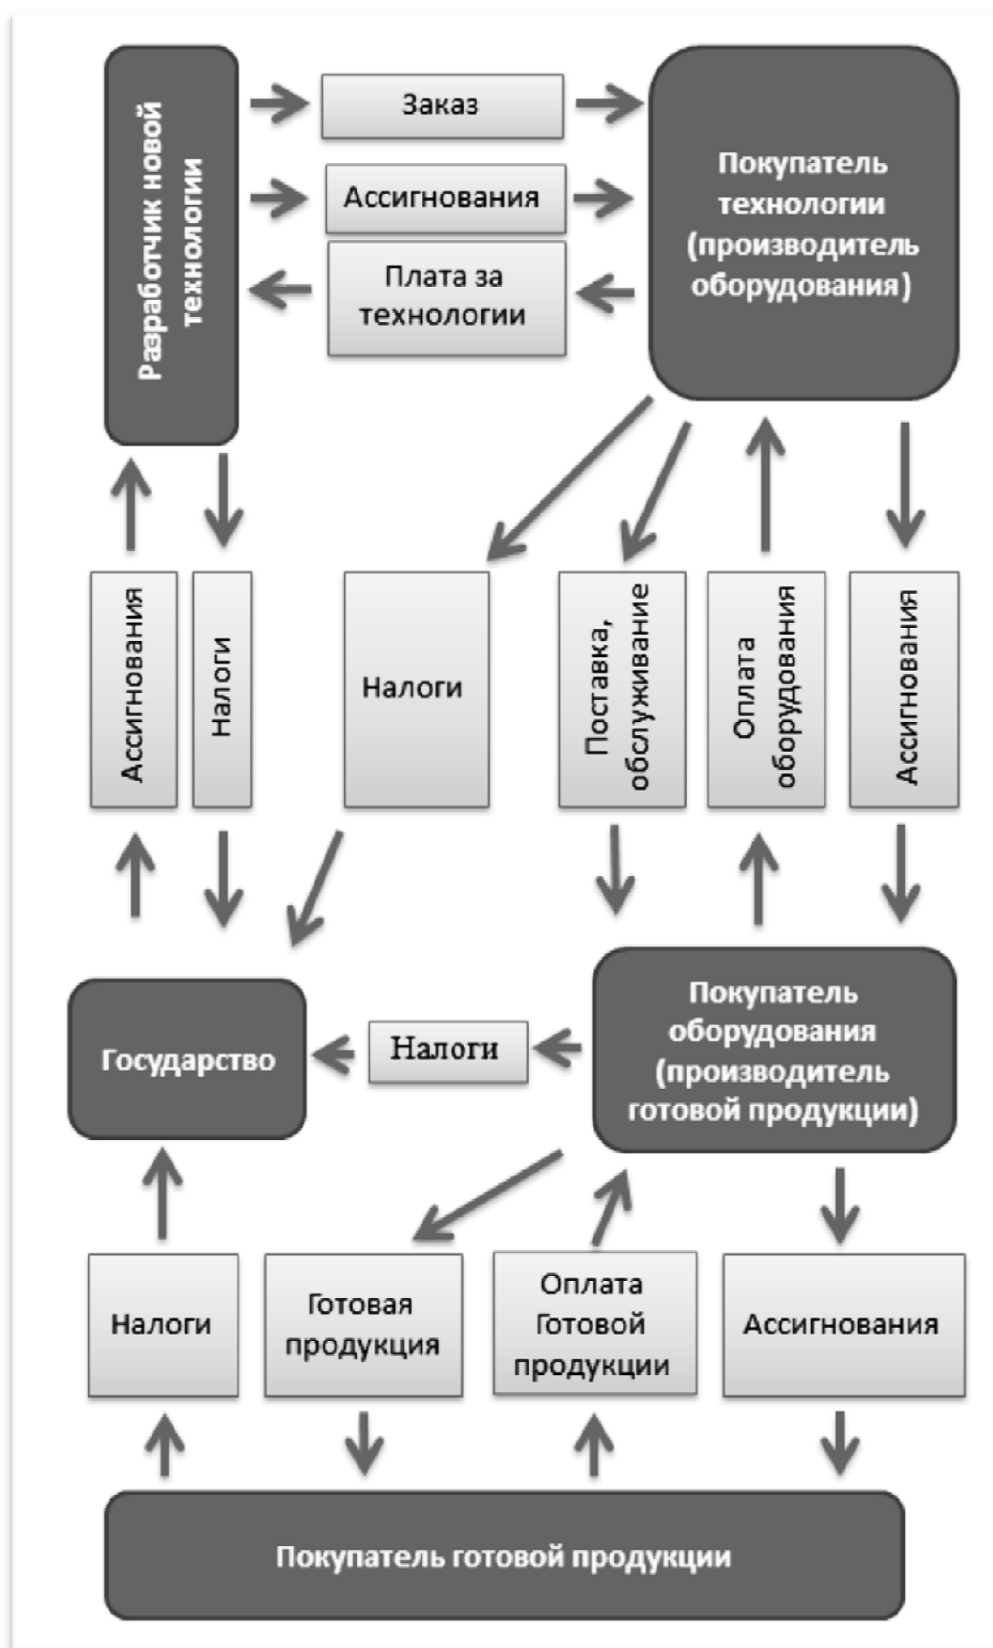 Разработчик новой
технологии
Заказ
Ассигнования
Плата за
технологии
Покупатель
технологии
(производитель
оборудования)
Ассигнования
Налоги
Налоги
Поставка,
обслуживание
Оплата
оборудования
Ассигнования
Государство
Налоги
Покупатель
оборудования
(производитель
готовой продукции)
Налоги
Готовая
продукция
Оплата
Готовой
продукции
Ассигнования
Покупатель готовой продукции